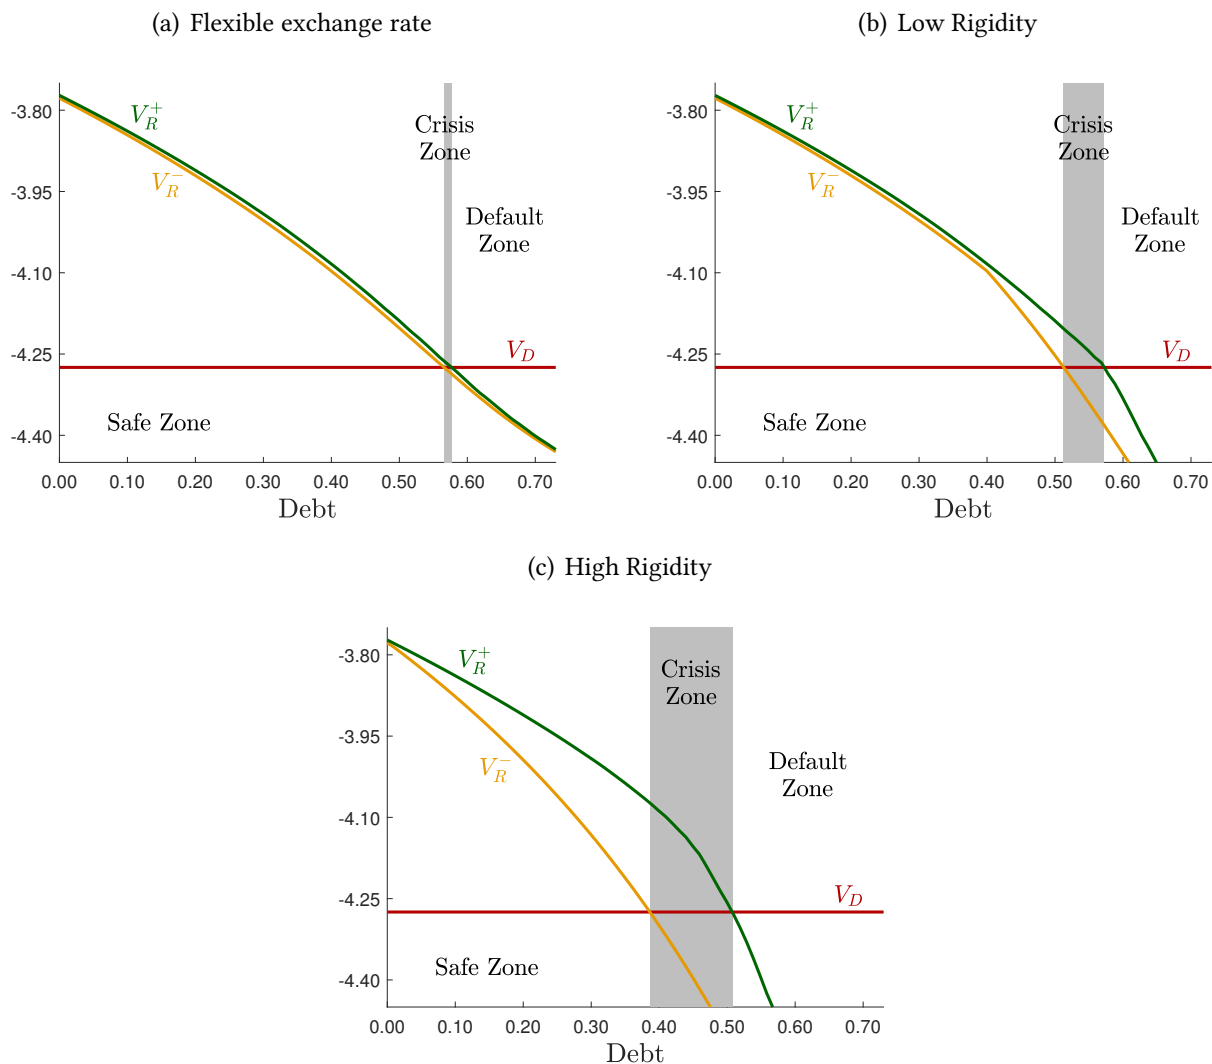 (a) Flexible exchange rate
-3.80
-3.95
-4.10
-4.25
-4.40
V_R^+
V_R^-
Crisis
Zone
Default
Zone
V_D
Safe Zone
0.00 0.10 0.20 0.30 0.40 0.50 0.60 0.70
Debt
(b) Low Rigidity
-3.80
-3.95
-4.10
-4.25
-4.40
V_R^+
V_R^-
Crisis
Zone
Default
Zone
V_D
Safe Zone
0.00 0.10 0.20 0.30 0.40 0.50 0.60 0.70
Debt
(c) High Rigidity
-3.80
-3.95
-4.10
-4.25
-4.40
V_R^+
V_R^-
Crisis
Zone
Default
Zone
V_D
Safe Zone
0.00 0.10 0.20 0.30 0.40 0.50 0.60 0.70
Debt